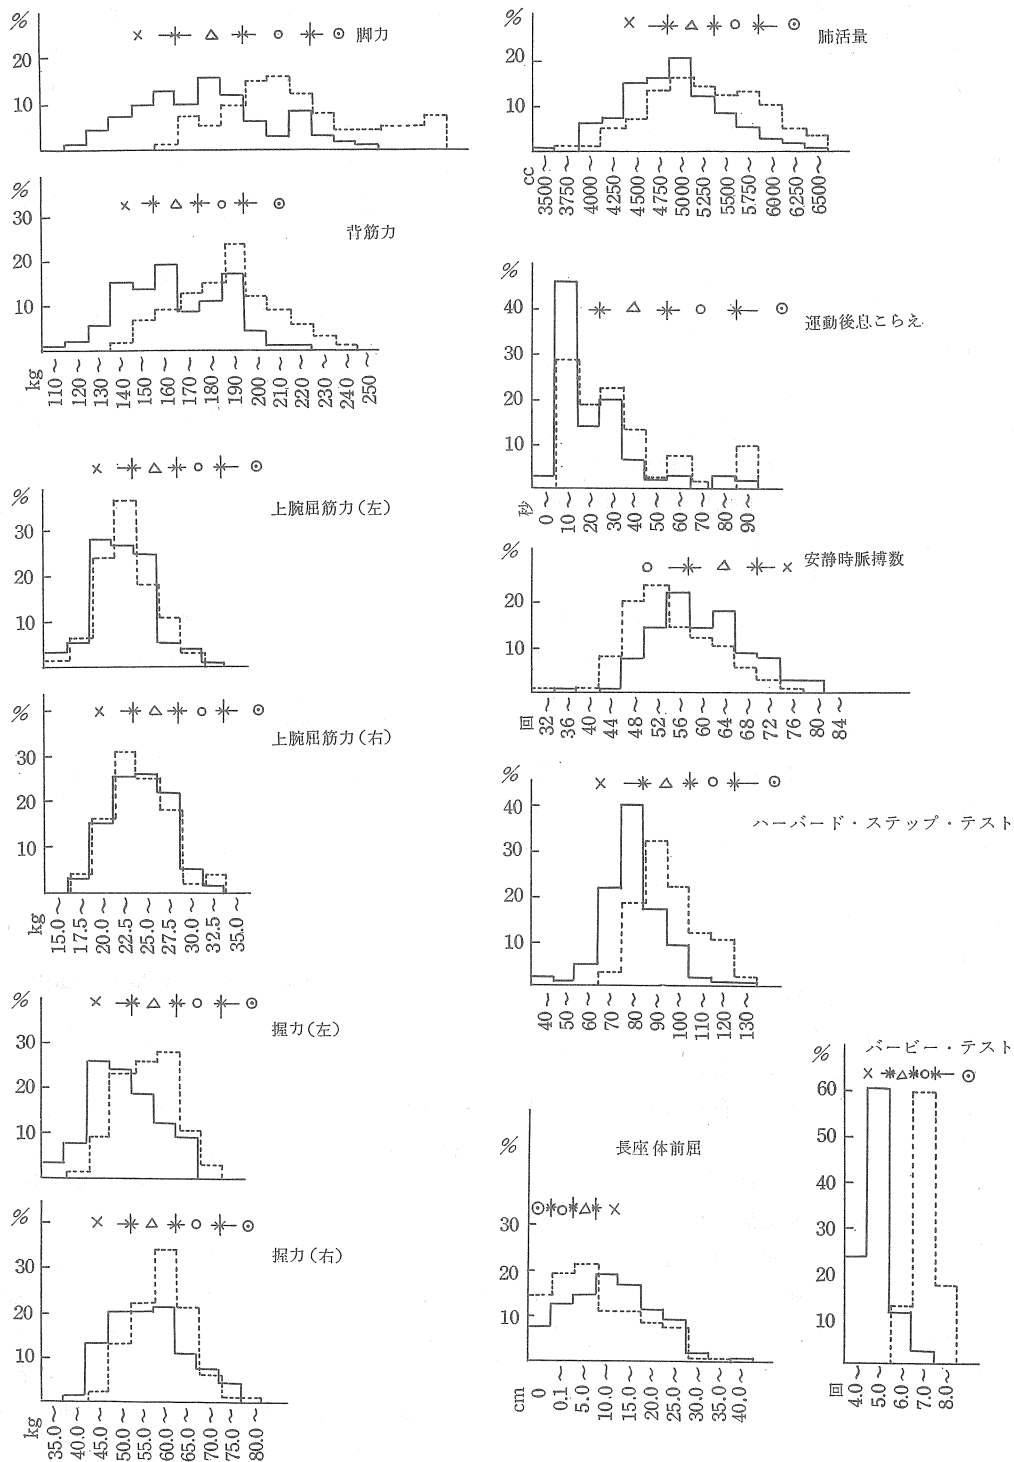 % 脚力
20
10
% 背筋力
30
20
10
kg 110～ 120～ 130～ 140～ 150～ 160～ 170～ 180～ 190～ 200～ 210～ 220～ 230～ 240～ 250～
% 上腕屈筋力(左)
30
20
10
% 上腕屈筋力(右)
30
20
10
kg 15.0～ 17.5～ 20.0～ 22.5～ 25.0～ 27.5～ 30.0～ 32.5～ 35.0～
% 握力(左)
30
20
10
% 握力(右)
30
20
10
kg 35.0～ 40.0～ 45.0～ 50.0～ 55.0～ 60.0～ 65.0～ 70.0～ 75.0～ 80.0～
% 肺活量
20
10
cc 3500～ 3750～ 4000～ 4250～ 4500～ 4750～ 5000～ 5250～ 5500～ 5750～ 6000～ 6250～ 6500～
% 運動後息こらえ
40
30
20
10
秒 0～ 10～ 20～ 30～ 40～ 50～ 60～ 70～ 80～ 90～
% 安静時脈搏数
20
10
回 32～ 36～ 40～ 44～ 48～ 52～ 56～ 60～ 64～ 68～ 72～ 76～ 80～ 84～
% ハーバード・ステップ・テスト
40
30
20
10
40～ 50～ 60～ 70～ 80～ 90～ 100～ 110～ 120～ 130～
% 長座体前屈
30
20
10
cm 0 0.1～ 5.0～ 10.0～ 15.0～ 20.0～ 25.0～ 30.0～ 35.0～ 40.0～
% バービー・テスト
60
50
40
30
20
10
回 4.0～ 5.0～ 6.0～ 7.0～ 8.0～